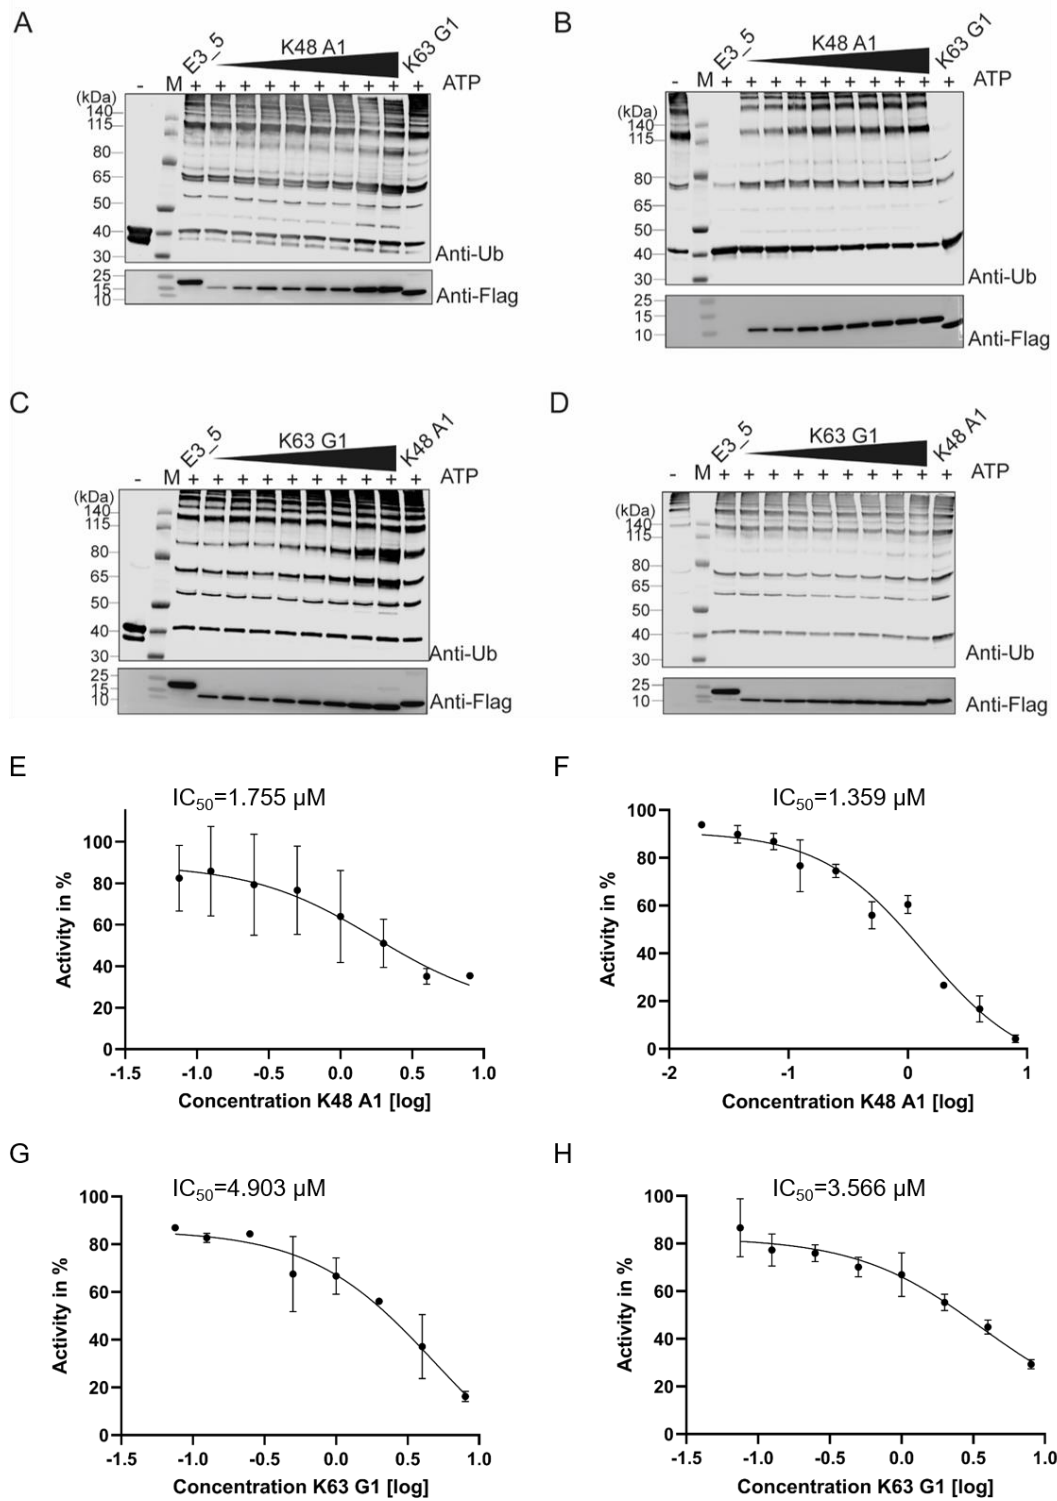 A
E3_5
K48 A1
K63 G1
- M + + + + + + + + + + ATP
(kDa)
140
115
80
65
50
40
30
Anti-Ub
25
15
10
Anti-Flag
B
E3_5
K48 A1
K63 G1
- M + + + + + + + + + + ATP
(kDa)
140
115
80
65
50
40
30
Anti-Ub
25
15
10
Anti-Flag
C
E3_5
K63 G1
K48 A1
- M + + + + + + + + + + ATP
(kDa)
140
115
80
65
50
40
30
Anti-Ub
25
15
10
Anti-Flag
D
E3_5
K63 G1
K48 A1
- M + + + + + + + + + + ATP
(kDa)
140
115
80
65
50
40
30
Anti-Ub
25
10
Anti-Flag
E
IC50=1.755 µM
Activity in %
100
80
60
40
20
0
-1.5 -1.0 -0.5 0.0 0.5 1.0
Concentration K48 A1 [log]
F
IC50=1.359 µM
Activity in %
100
80
60
40
20
0
-2 -1 0 1
Concentration K48 A1 [log]
G
IC50=4.903 µM
Activity in %
100
80
60
40
20
0
-1.5 -1.0 -0.5 0.0 0.5 1.0
Concentration K63 G1 [log]
H
IC50=3.566 µM
Activity in %
100
80
60
40
20
0
-1.5 -1.0 -0.5 0.0 0.5 1.0
Concentration K63 G1 [log]